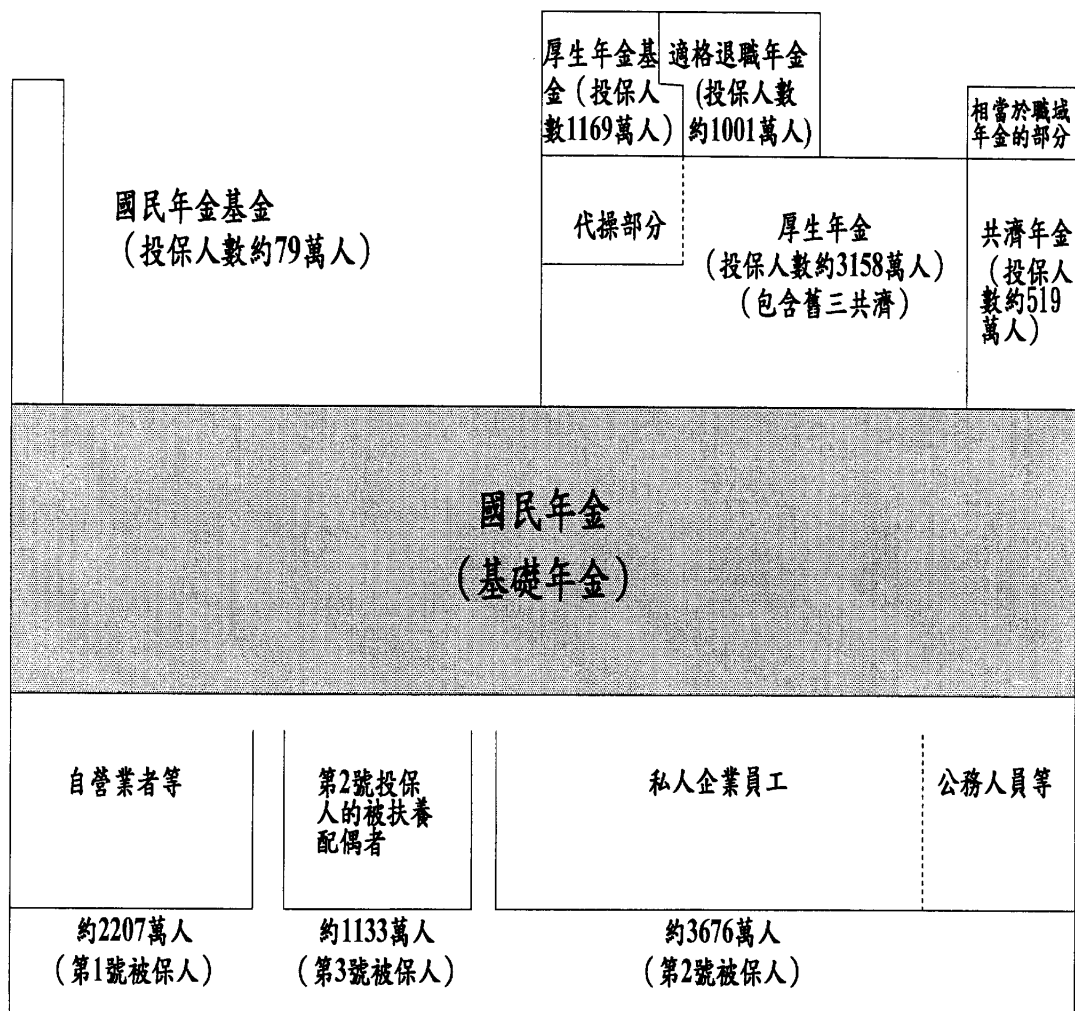 厚生年金基
金（投保人
數1169萬人）
適格退職年金
(投保人數
約1001萬人)
相當於職域
年金的部分
國民年金基金
（投保人數約79萬人）
代操部分
厚生年金
（投保人數約3158萬人）
（包含舊三共濟）
共濟年金
（投保人
數約519
萬人）
國民年金
（基礎年金）
自營業者等
第2號投保
人的被扶養
配偶者
私人企業員工
公務人員等
約2207萬人
（第1號被保人）
約1133萬人
（第3號被保人）
約3676萬人
（第2號被保人）